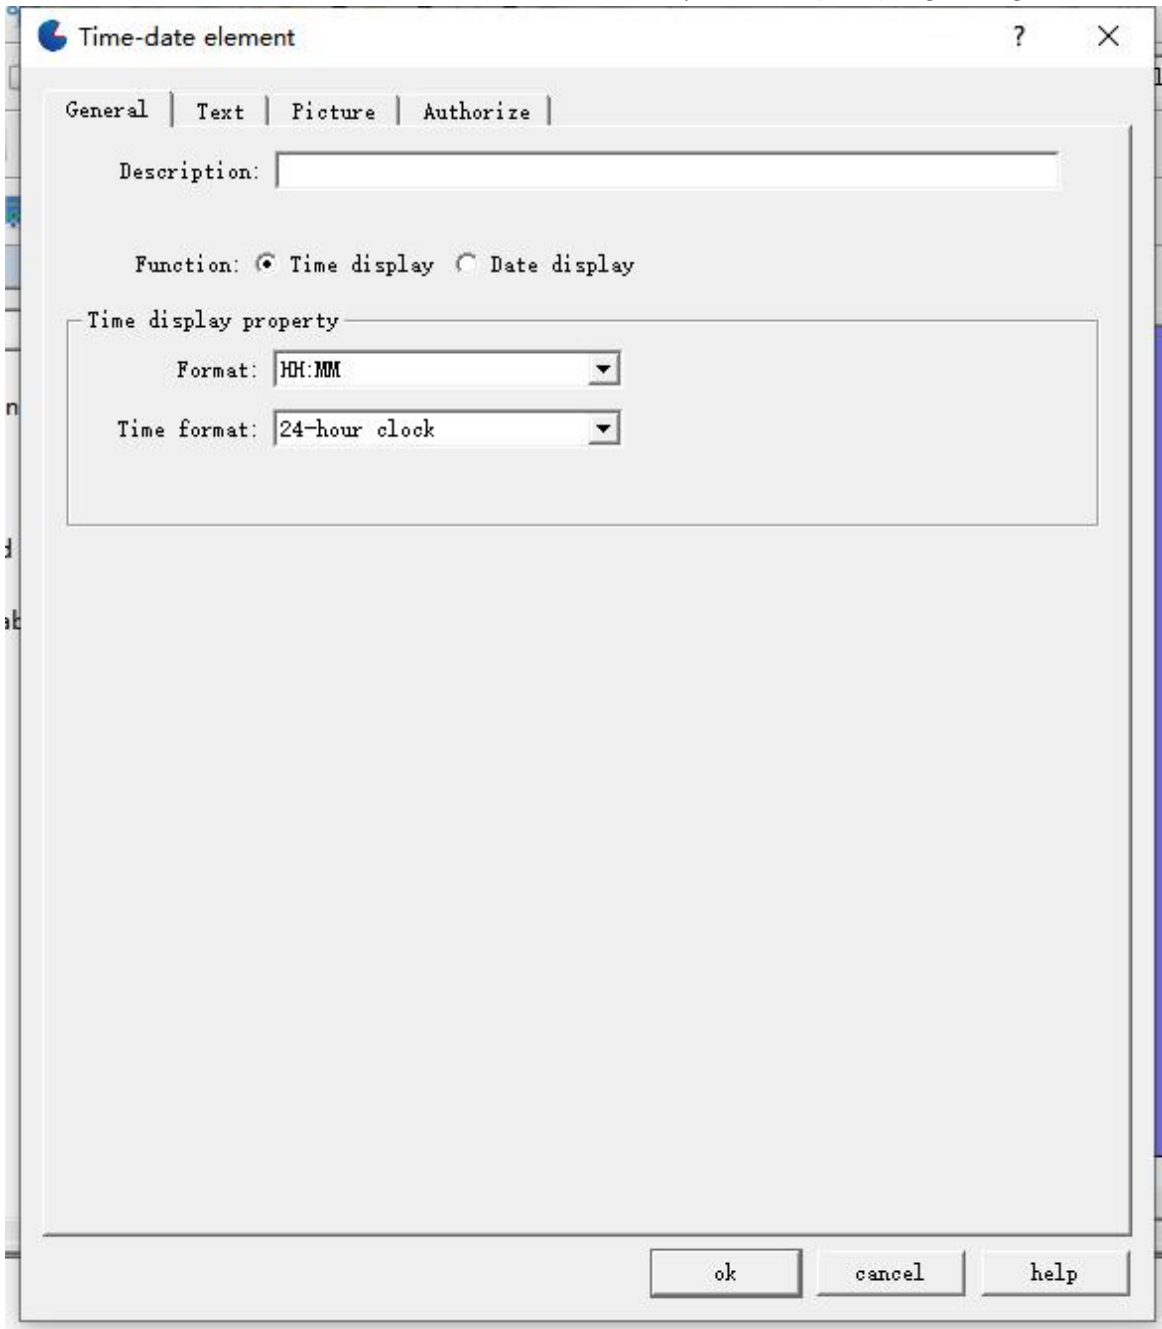 Time-date element ?
General Text Picture Authorize
Description:
Function: Time display Date display
Time display property
Format: HH:MM
Time format: 24-hour clock
ok cancel help